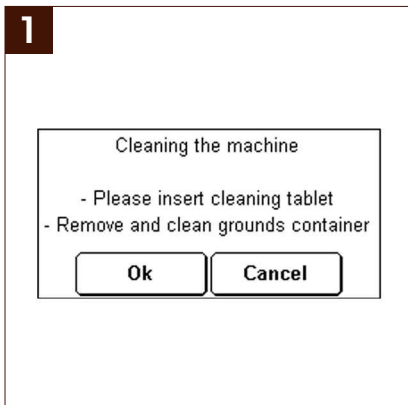 1
Cleaning the machine
- Please insert cleaning tablet
- Remove and clean grounds container
Ok Cancel